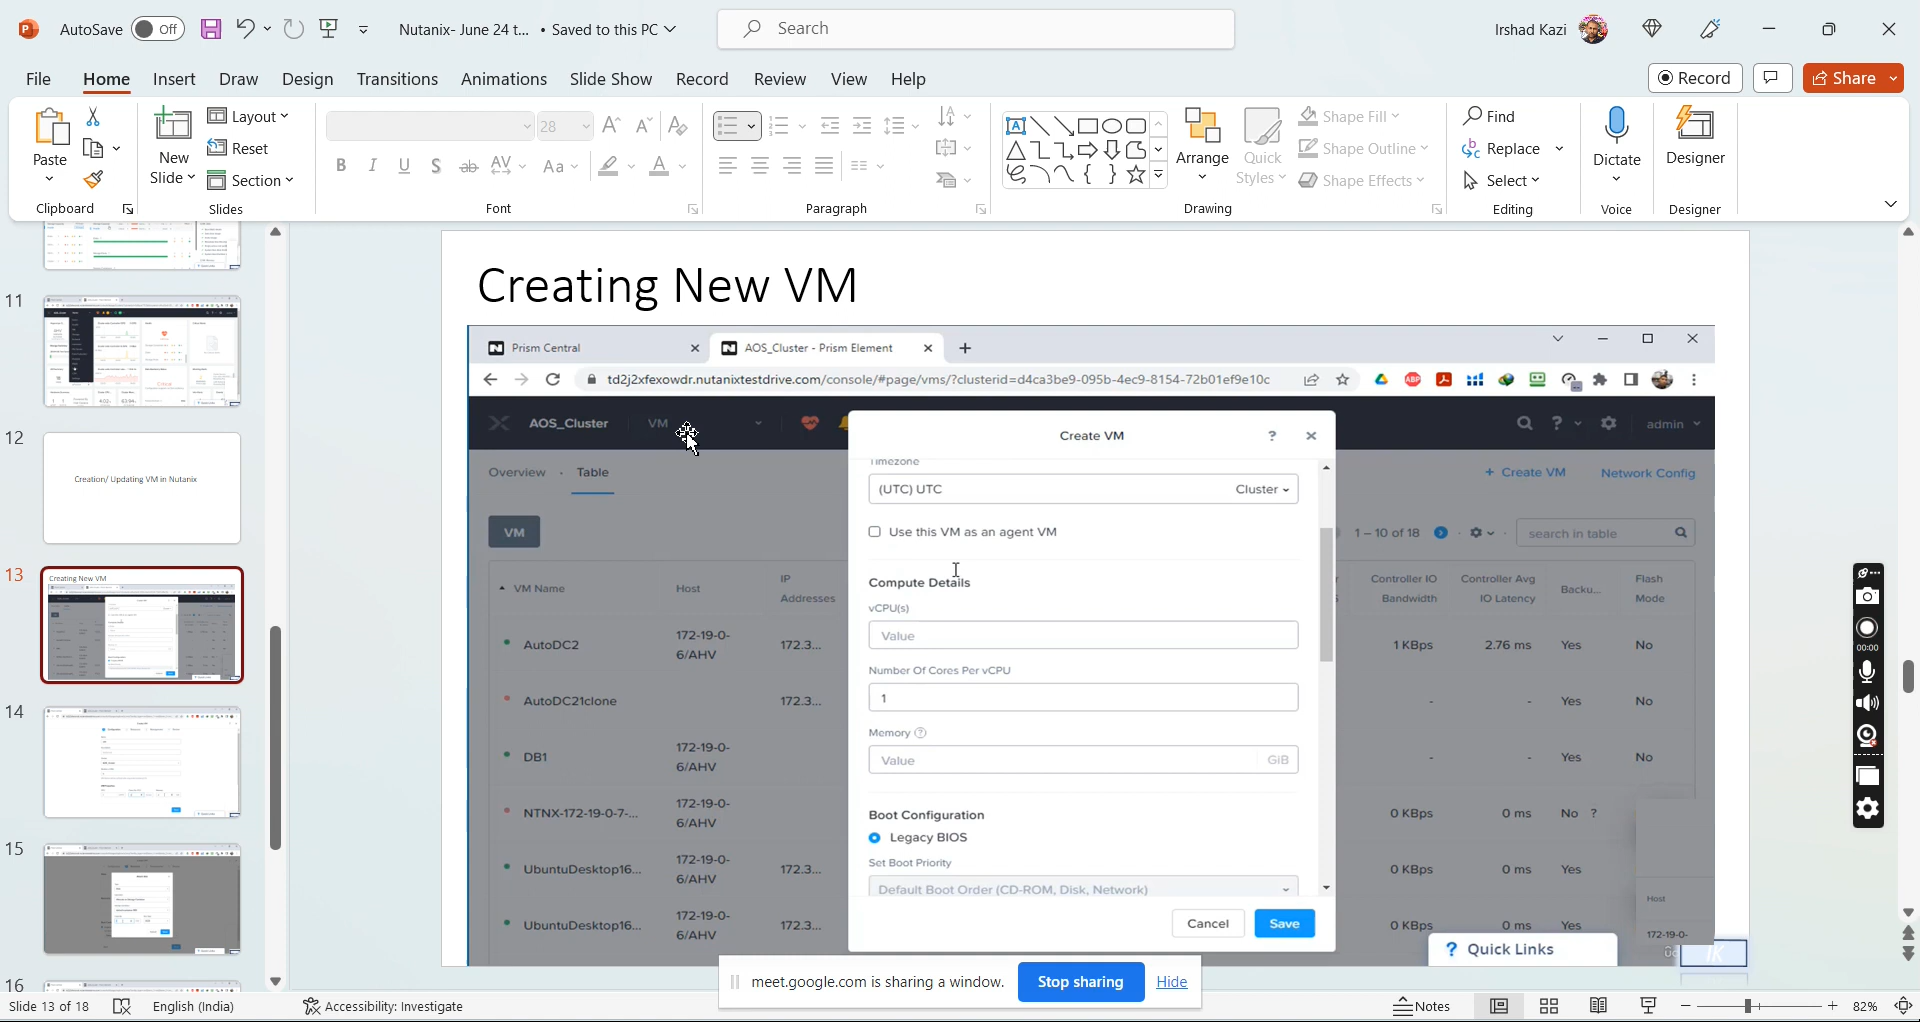 AutoSave Off Nutanix- June 24 t... • Saved to this PC Search Irshad Kazi
File Home Insert Draw Design Transitions Animations Slide Show Record Review View Help Record Share
Paste New Slide Layout Reset Section 28 Arrange Quick Styles Shape Fill Shape Outline Shape Effects Find Replace Select Dictate Designer
Clipboard Slides Font Paragraph Drawing Editing Voice Designer
11
12
Creation/ Updating VM in Nutanix
13
Creating New VM
14
15
16
Creating New VM
Prism Central AOS_Cluster - Prism Element
td2j2xfexowdr.nutanixtestdrive.com/console/#page/vms/?clusterid=d4ca3be9-095b-4ec9-8154-72b01ef9e10c
AOS_Cluster VM admin
Overview · Table + Create VM Network Config
VM 1 – 10 of 18 search in table
VM Name Host IP Addresses Controller IO Bandwidth Controller Avg IO Latency Backu... Flash Mode
AutoDC2 172-19-0-6/AHV 172.3... 1 KBps 2.76 ms Yes No
AutoDC21clone 172.3... - - Yes No
DB1 172-19-0-6/AHV 172.3... - - Yes No
NTNX-172-19-0-7-... 172-19-0-6/AHV 0 KBps 0 ms No ?
UbuntuDesktop16... 172-19-0-6/AHV 172.3... 0 KBps 0 ms Yes No
UbuntuDesktop16... 172-19-0-6/AHV 172.3... 0 KBps 0 ms Yes
Create VM ?
Timezone
(UTC) UTC Cluster
Use this VM as an agent VM
Compute Details
vCPU(s)
Value
Number Of Cores Per vCPU
1
Memory ?
Value GiB
Boot Configuration
Legacy BIOS
Set Boot Priority
Default Boot Order (CD-ROM, Disk, Network)
Cancel Save
Host
172-19-0-
? Quick Links
00:00
meet.google.com is sharing a window. Stop sharing Hide
Slide 13 of 18 English (India) Accessibility: Investigate Notes 82%